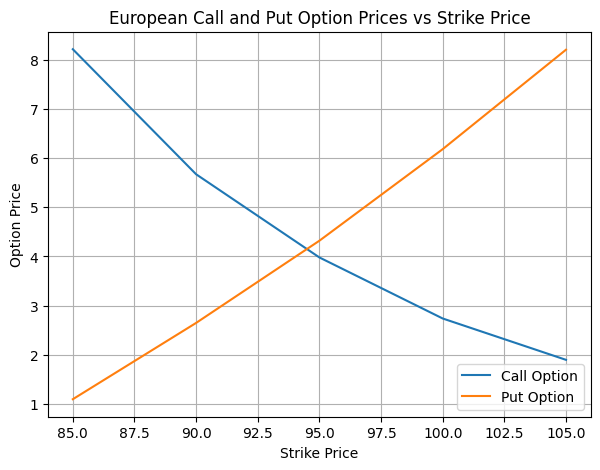 European Call and Put Option Prices vs Strike Price
Option Price
8
7
6
5
4
3
2
1
85.0 87.5 90.0 92.5 95.0 97.5 100.0 102.5 105.0
Strike Price
Call Option
Put Option